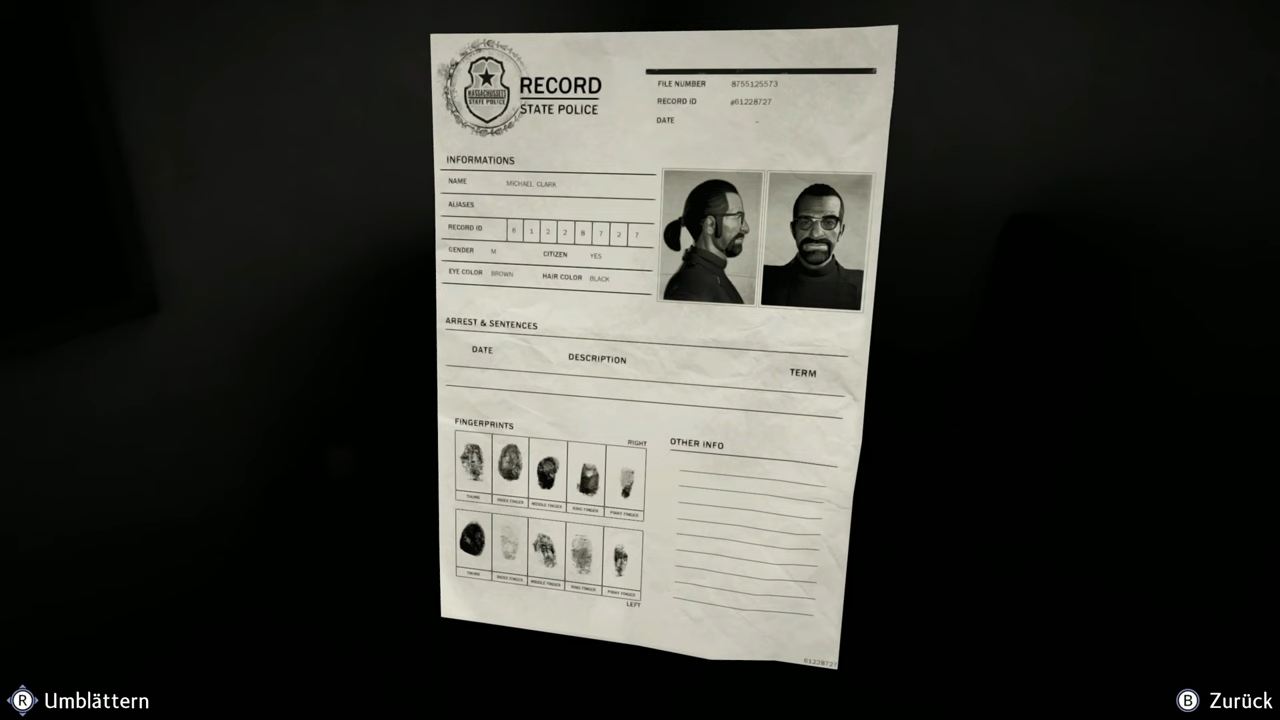 MASSACHUSSETS
STATE POLICE
RECORD
STATE POLICE
FILE NUMBER 8755125573
RECORD ID #61228727
DATE -
INFORMATIONS
NAME MICHAEL CLARK
ALIASES
RECORD ID 6 1 2 2 8 7 2 7
GENDER M CITIZEN YES
EYE COLOR BROWN HAIR COLOR BLACK
ARREST & SENTENCES
DATE DESCRIPTION TERM
FINGERPRINTS
RIGHT
THUMB INDEX FINGER MIDDLE FINGER RING FINGER PINKY FINGER
THUMB INDEX FINGER MIDDLE FINGER RING FINGER PINKY FINGER
LEFT
OTHER INFO
61228727
R Umblättern
B Zurück